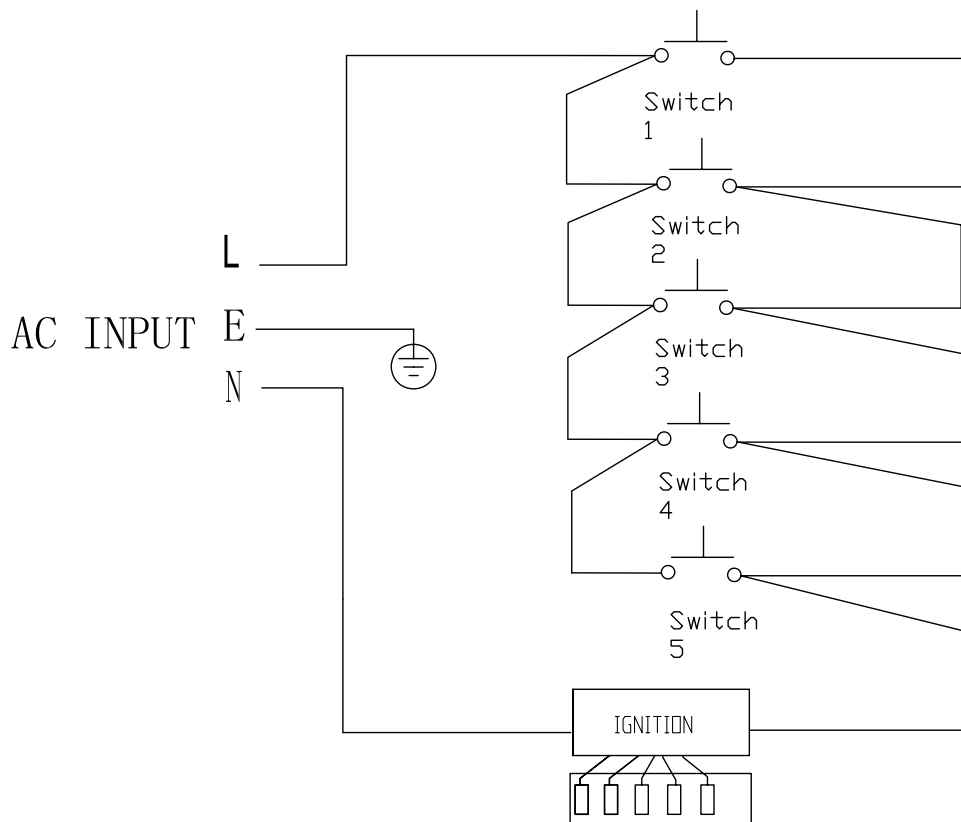 Switch
1
Switch
2
L
AC INPUT E
N
Switch
3
Switch
4
Switch
5
IGNITION